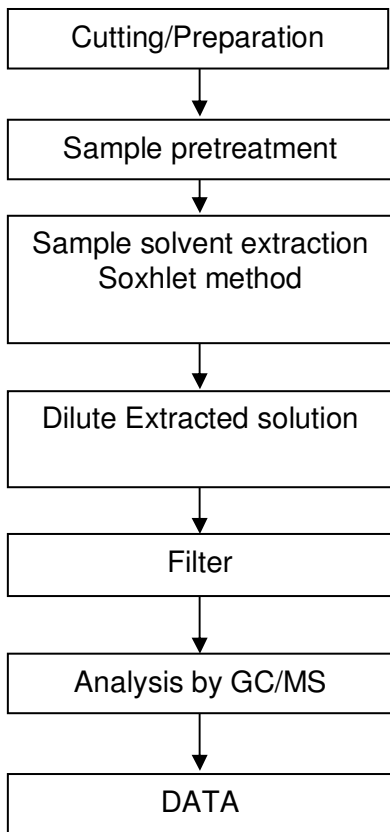 Cutting/Preparation
Sample pretreatment
Sample solvent extraction
Soxhlet method
Dilute Extracted solution
Filter
Analysis by GC/MS
DATA